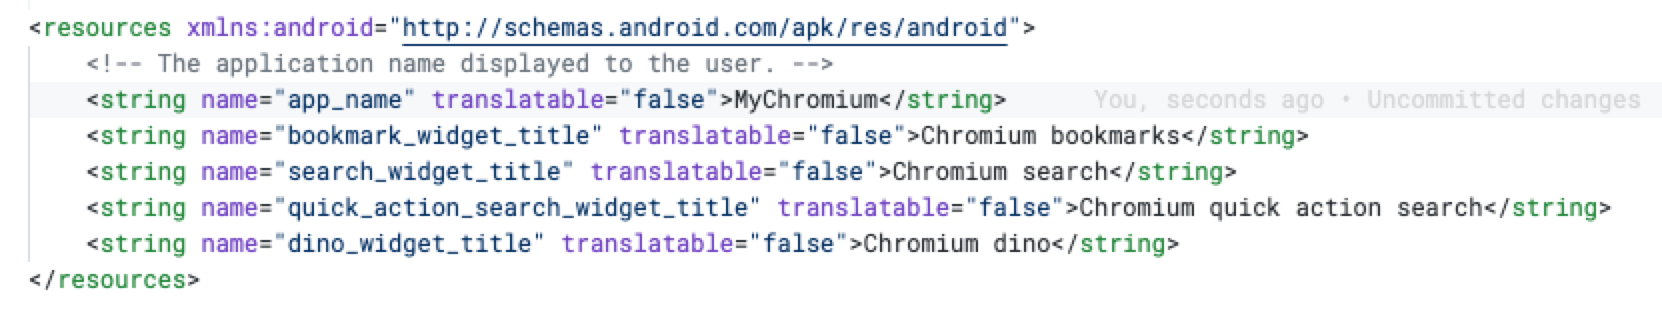 <resources xmlns:android="http://schemas.android.com/apk/res/android">
<!-- The application name displayed to the user. -->
<string name="app_name" translatable="false">MyChromium</string> You, seconds ago • Uncommitted changes
<string name="bookmark_widget_title" translatable="false">Chromium bookmarks</string>
<string name="search_widget_title" translatable="false">Chromium search</string>
<string name="quick_action_search_widget_title" translatable="false">Chromium quick action search</string>
<string name="dino_widget_title" translatable="false">Chromium dino</string>
</resources>